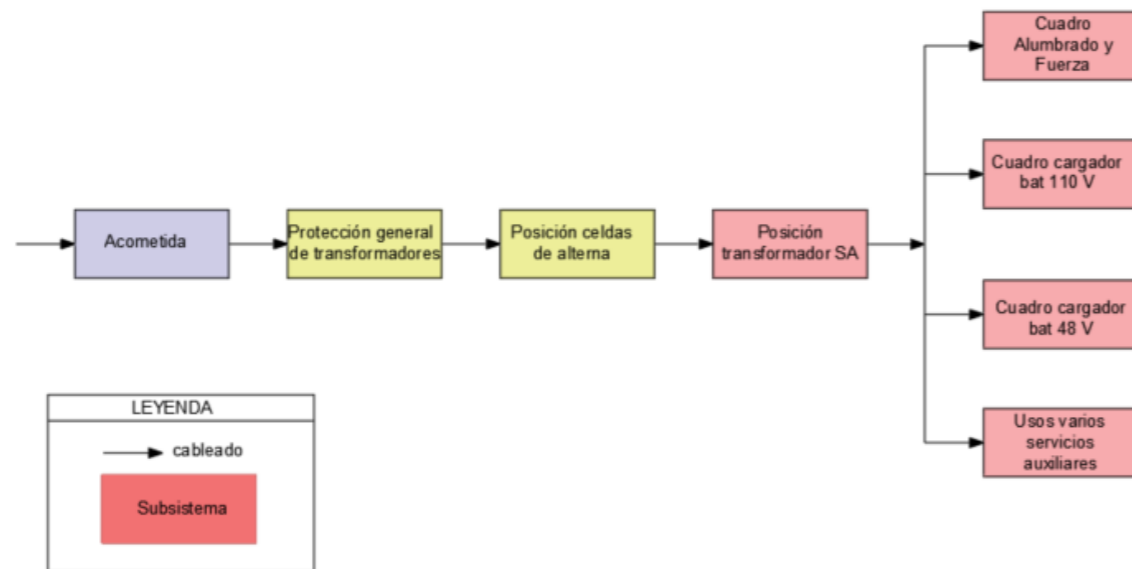 Cuadro
Alumbrado y
Fuerza
Cuadro cargador
bat 110 V
Acometida
Protección general
de transformadores
Posición celdas
de alterna
Posición
transformador SA
Cuadro cargador
bat 48 V
Usos varios
servicios
auxiliares
LEYENDA
cableado
Subsistema